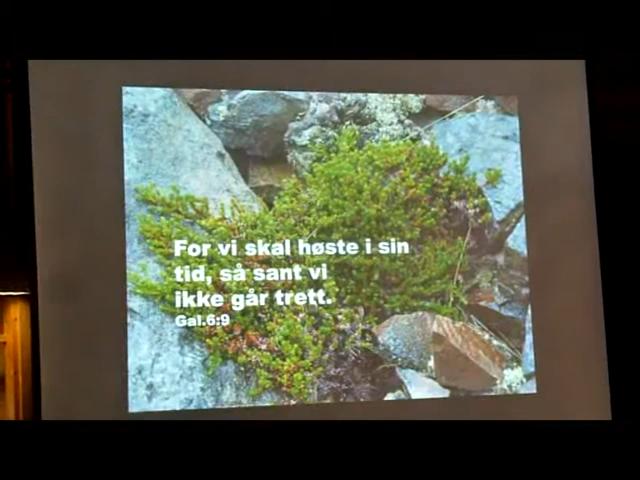 For vi skal høste i sin
tid, så sant vi
ikke går trett.
Gal.6:9